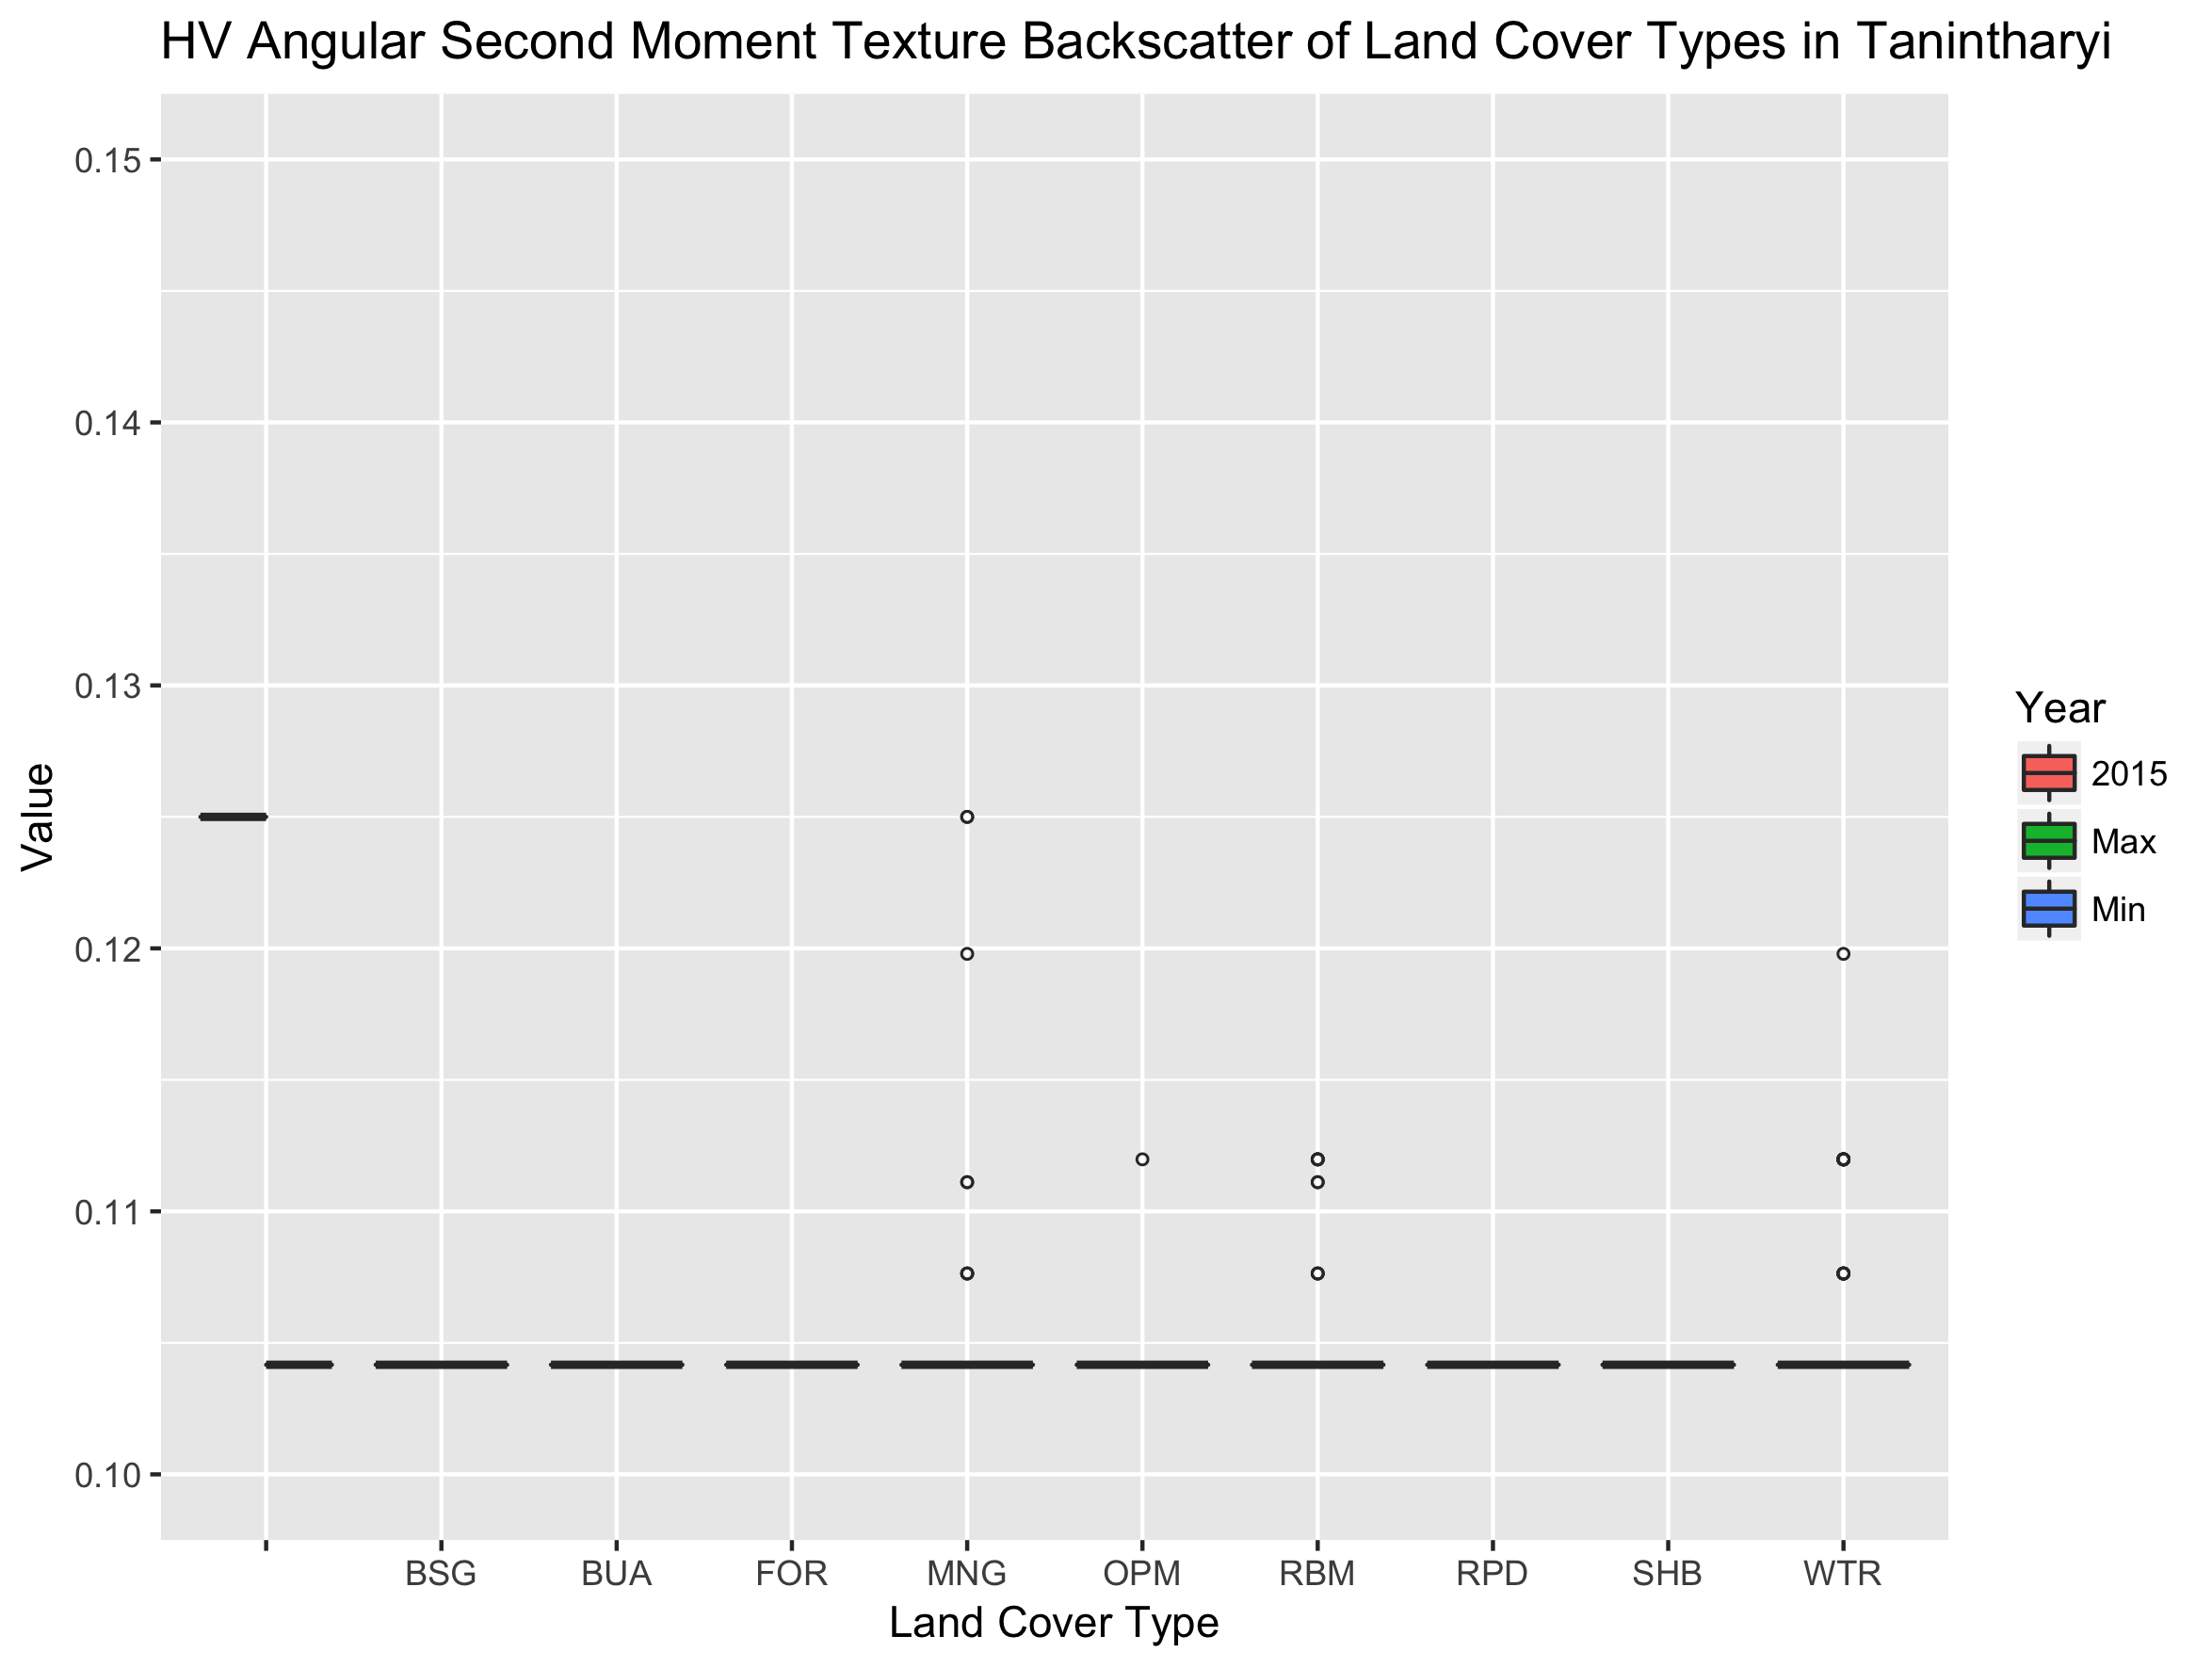 HV Angular Second Moment Texture Backscatter of Land Cover Types in Tanintharyi
0.15
0.14
0.13
0.12
0.11
0.10
Value
BSG BUA FOR MNG OPM RBM RPD SHB WTR
Land Cover Type
Year
2015
Max
Min